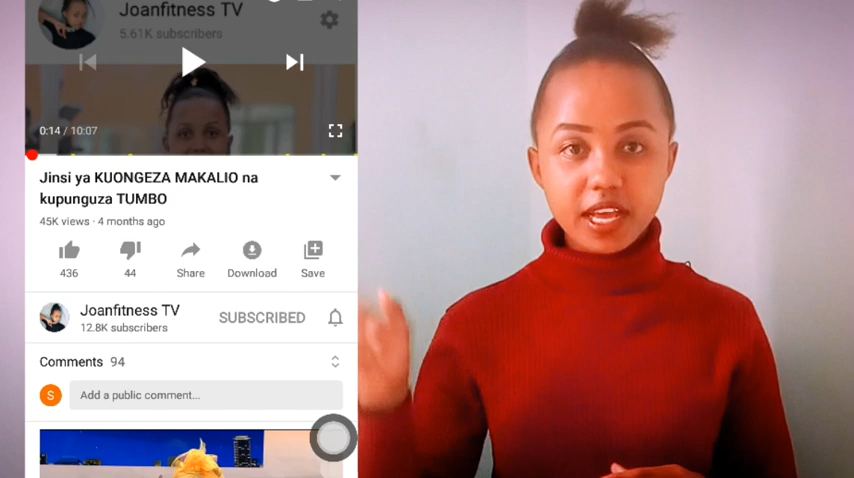 Joanfitness TV
5.61K subscribers
0:14 / 10:07
Jinsi ya KUONGEZA MAKALIO na
kupunguza TUMBO
45K views · 4 months ago
436
44
Share
Download
Save
Joanfitness TV
12.8K subscribers
SUBSCRIBED
Comments 94
S
Add a public comment...